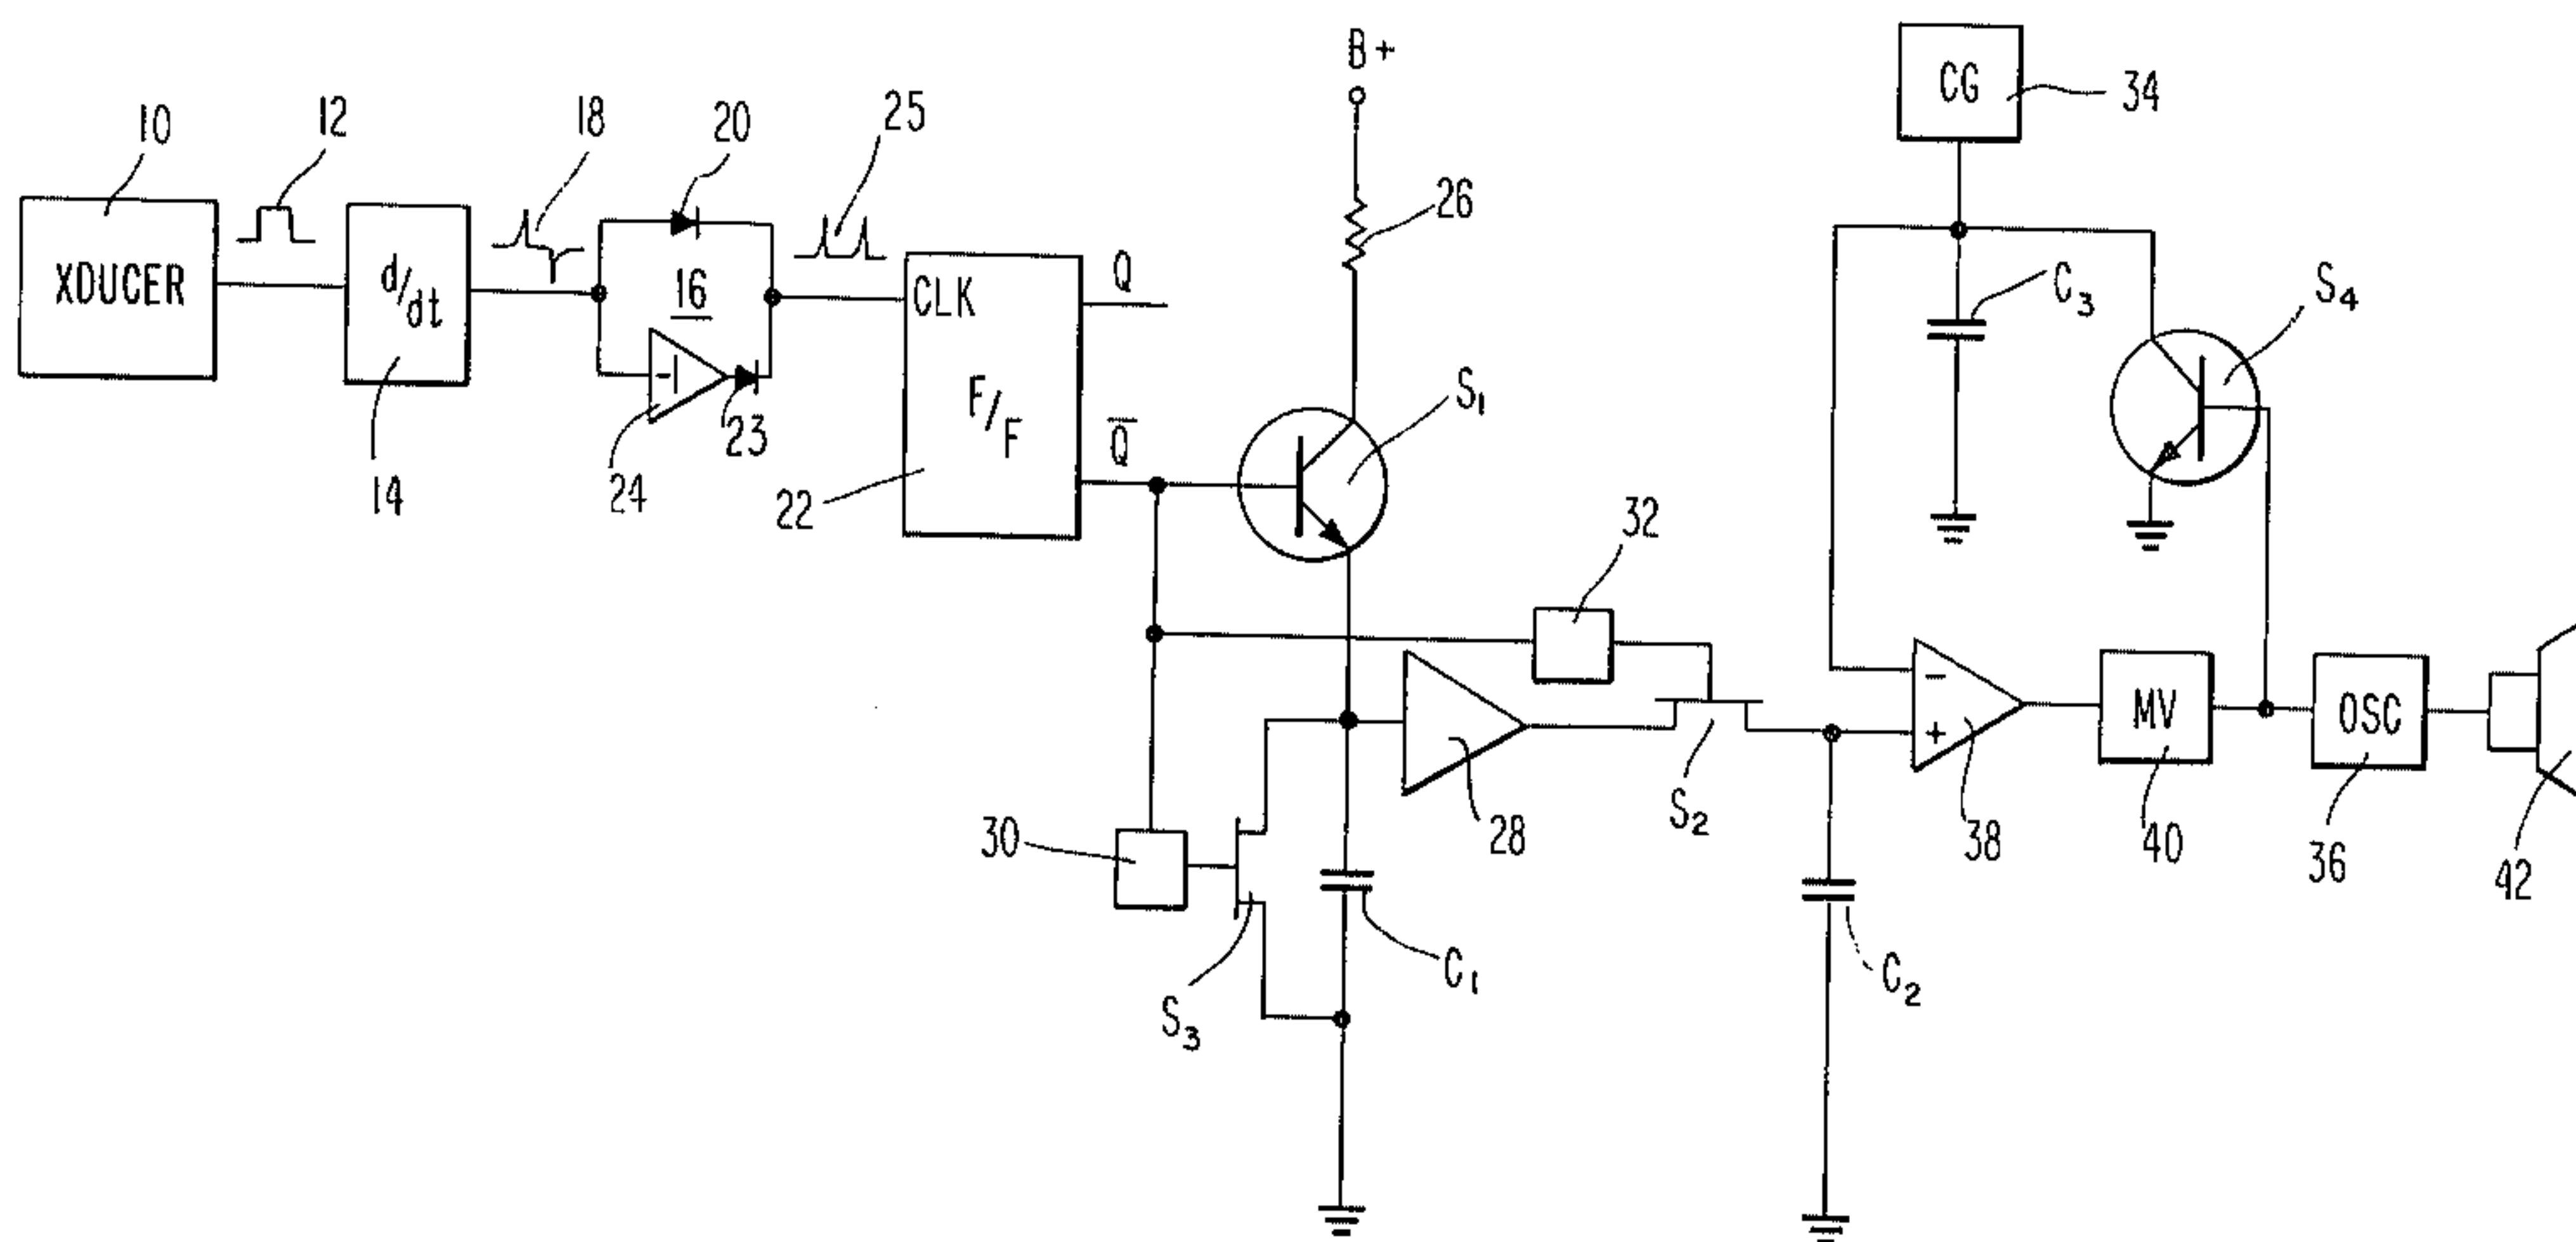 B+
CG
34
10
12
18
20
25
26
XDUCER
d/dt
16
CLK
Q
C3
S4
F/F
S1
Q̅
24
23
14
22
32
MV
OSC
-
+
30
28
S2
38
40
36
42
S3
C1
C2